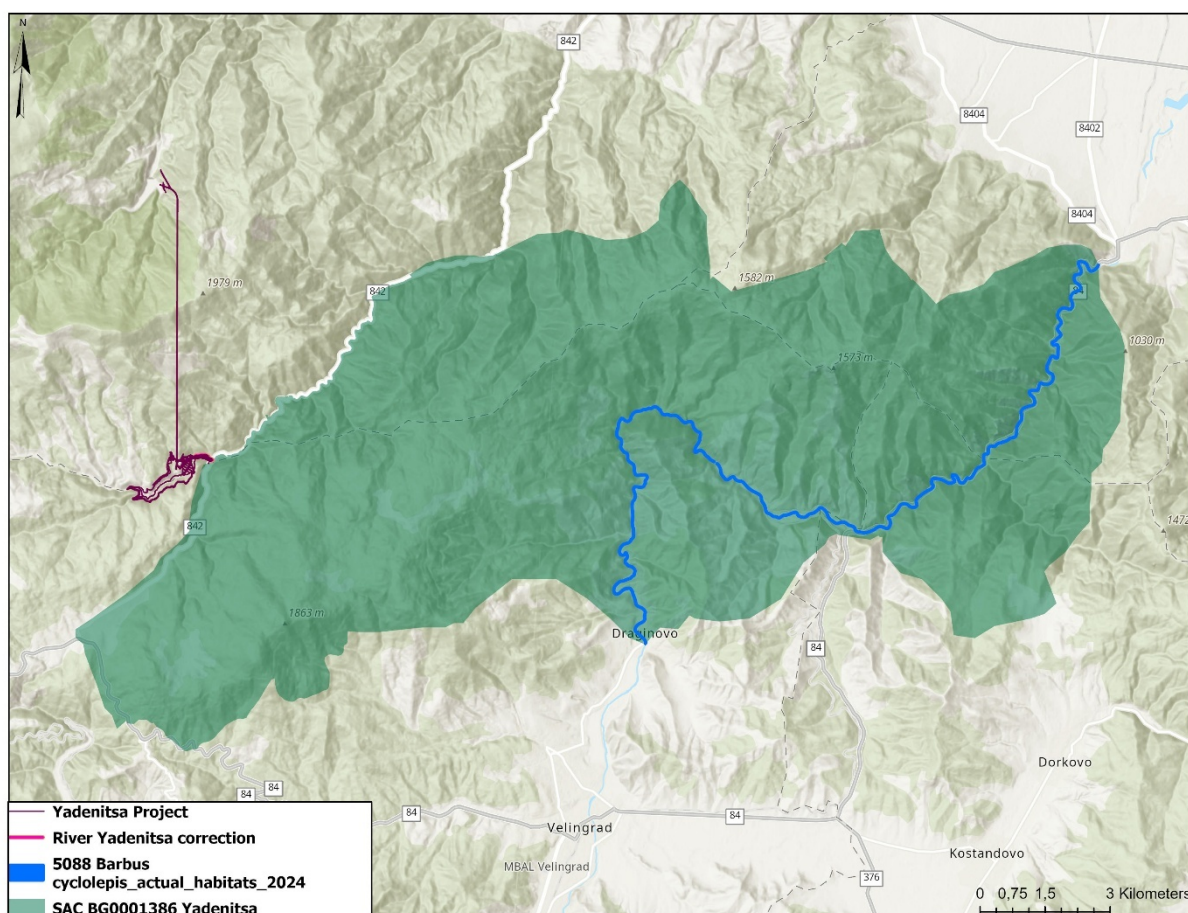 N
842
8404
8402
8404
1979 m
1582 m
842
84
1030 m
1573 m
1472
842
1863 m
Draginovo
84
Dorkovo
84
84
84
84
Velingrad
Kostandovo
MBAL Velingrad
376
Yadenitsa Project
River Yadenitsa correction
5088 Barbus
cyclolepis_actual_habitats_2024
SAC BG0001386 Yadenitsa
0 0,75 1,5 3 Kilometers